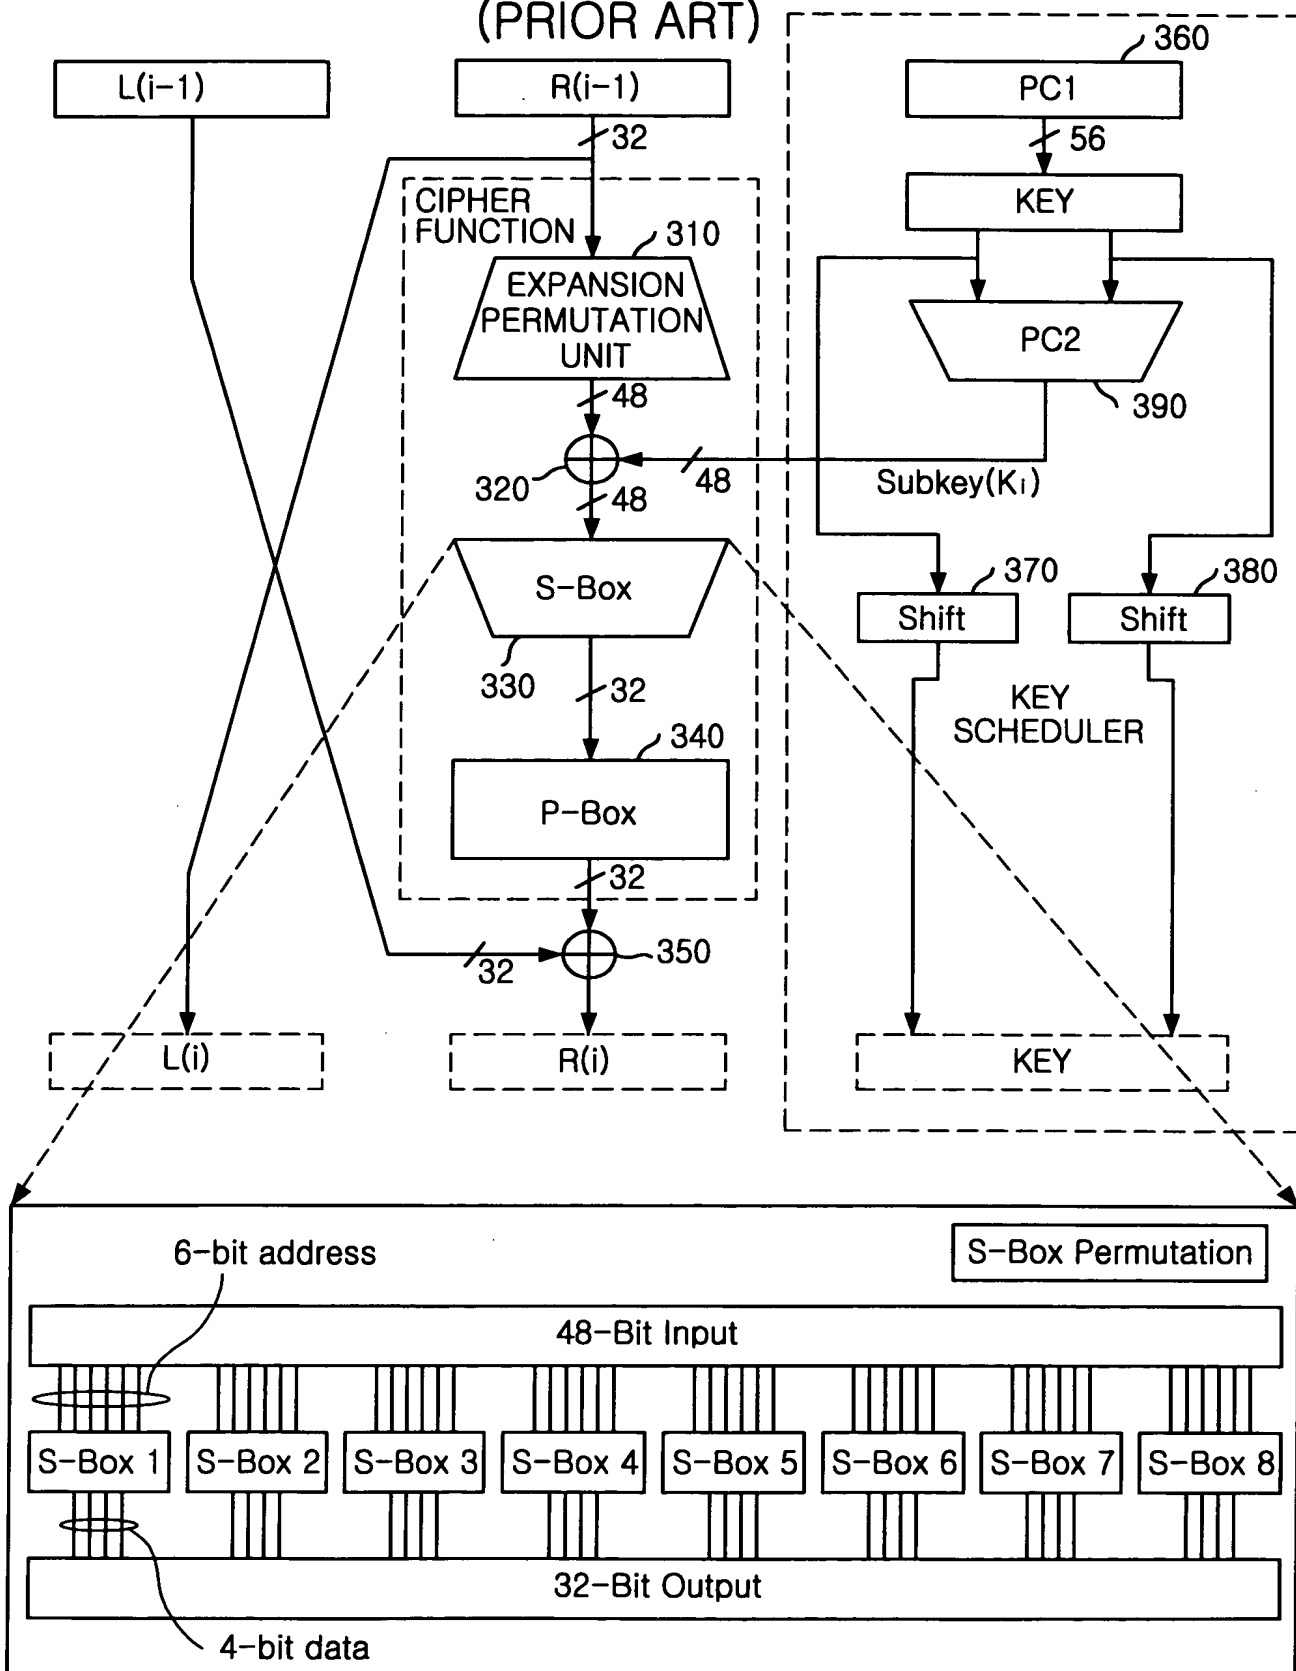 (PRIOR ART)
360
L(i-1)
R(i-1)
PC1
32
56
CIPHER
FUNCTION
KEY
310
EXPANSION
PERMUTATION
UNIT
PC2
48
390
320
48
48
Subkey(Ki)
370
380
S-Box
Shift
Shift
330
32
KEY
SCHEDULER
340
P-Box
32
32
350
L(i)
R(i)
KEY
6-bit address
S-Box Permutation
48-Bit Input
S-Box 1
S-Box 2
S-Box 3
S-Box 4
S-Box 5
S-Box 6
S-Box 7
S-Box 8
32-Bit Output
4-bit data